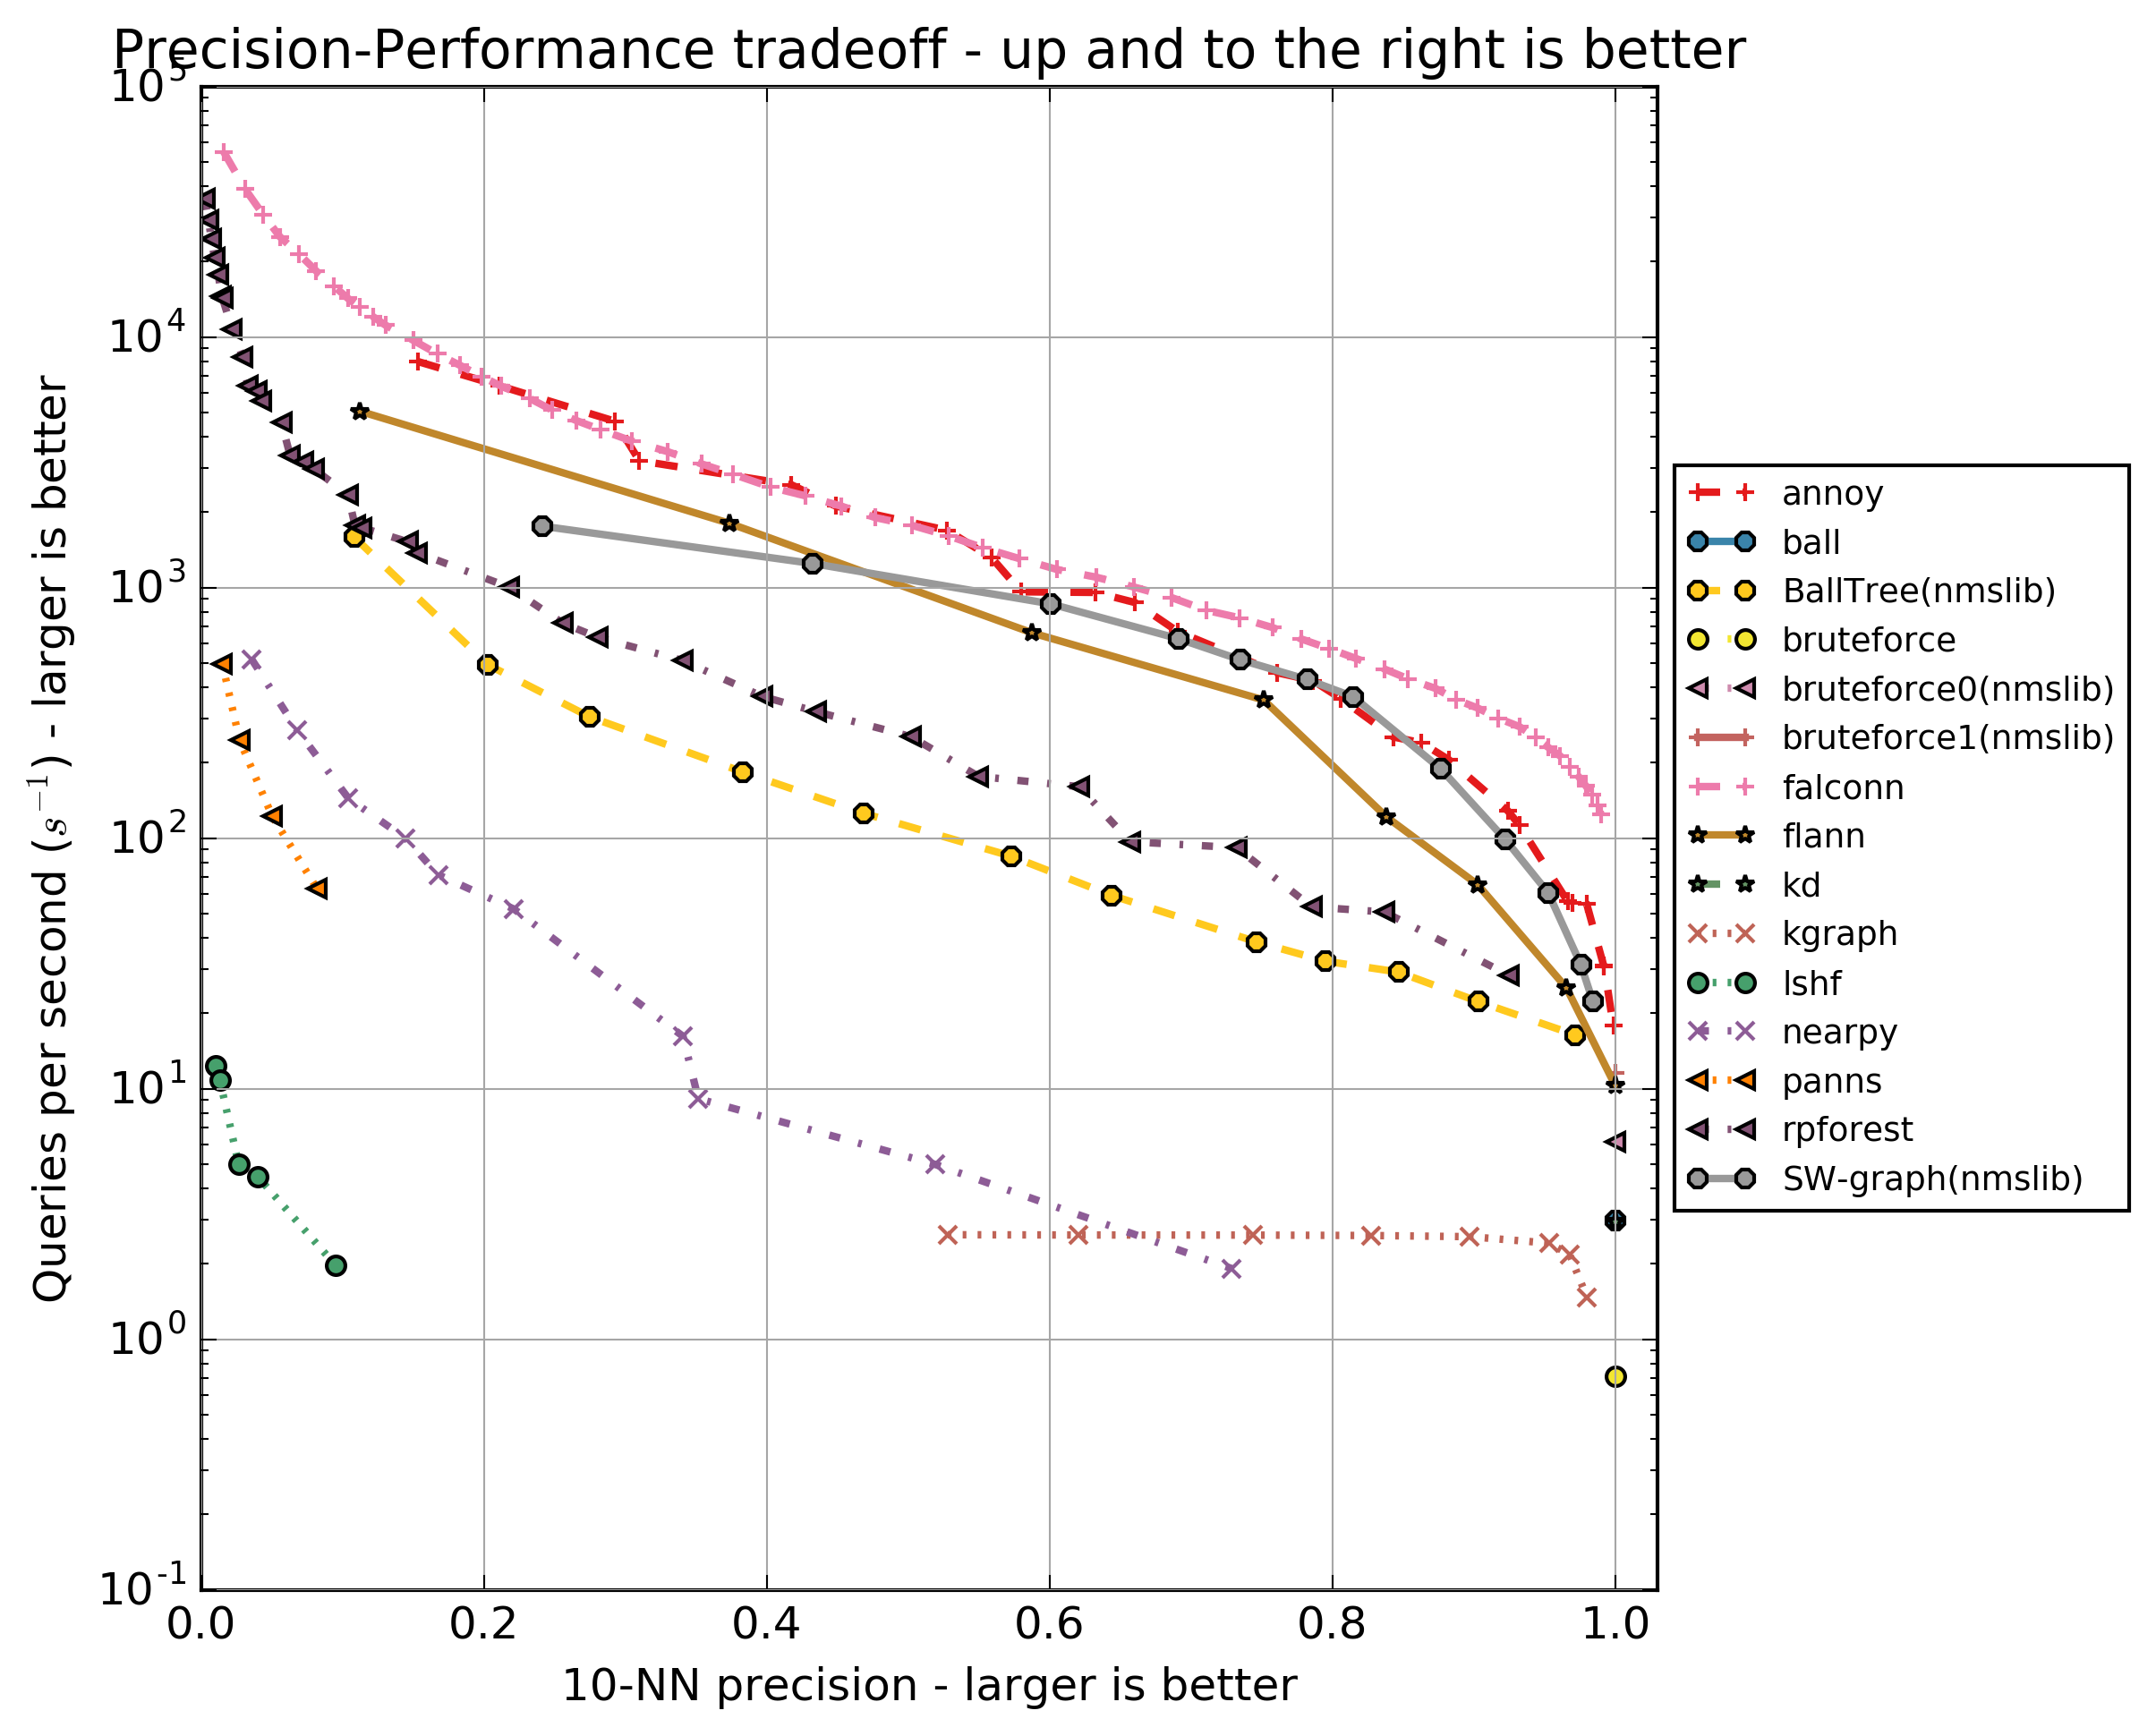 Precision-Performance tradeoff - up and to the right is better
10^5
10^4
10^3
10^2
10^1
10^0
10^-1
Queries per second (s^-1) - larger is better
0.0 0.2 0.4 0.6 0.8 1.0
10-NN precision - larger is better
annoy
ball
BallTree(nmslib)
bruteforce
bruteforce0(nmslib)
bruteforce1(nmslib)
falconn
flann
kd
kgraph
lshf
nearpy
panns
rpforest
SW-graph(nmslib)